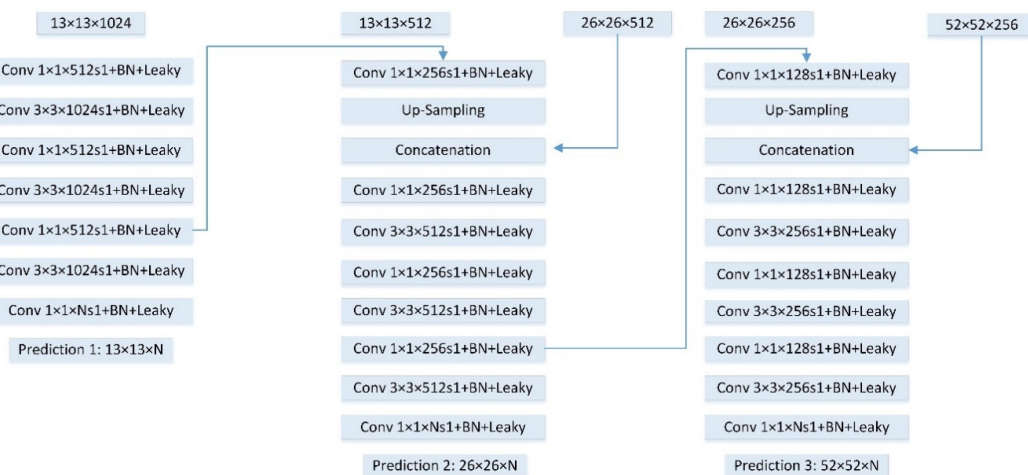 13×13×1024
Conv 1×1×512s1+BN+Leaky
Conv 3×3×1024s1+BN+Leaky
Conv 1×1×512s1+BN+Leaky
Conv 3×3×1024s1+BN+Leaky
Conv 1×1×512s1+BN+Leaky
Conv 3×3×1024s1+BN+Leaky
Conv 1×1×Ns1+BN+Leaky
Prediction 1: 13×13×N
13×13×512
26×26×512
Conv 1×1×256s1+BN+Leaky
Up-Sampling
Concatenation
Conv 1×1×256s1+BN+Leaky
Conv 3×3×512s1+BN+Leaky
Conv 1×1×256s1+BN+Leaky
Conv 3×3×512s1+BN+Leaky
Conv 1×1×256s1+BN+Leaky
Conv 3×3×512s1+BN+Leaky
Conv 1×1×Ns1+BN+Leaky
Prediction 2: 26×26×N
26×26×256
52×52×256
Conv 1×1×128s1+BN+Leaky
Up-Sampling
Concatenation
Conv 1×1×128s1+BN+Leaky
Conv 3×3×256s1+BN+Leaky
Conv 1×1×128s1+BN+Leaky
Conv 3×3×256s1+BN+Leaky
Conv 1×1×128s1+BN+Leaky
Conv 3×3×256s1+BN+Leaky
Conv 1×1×Ns1+BN+Leaky
Prediction 3: 52×52×N